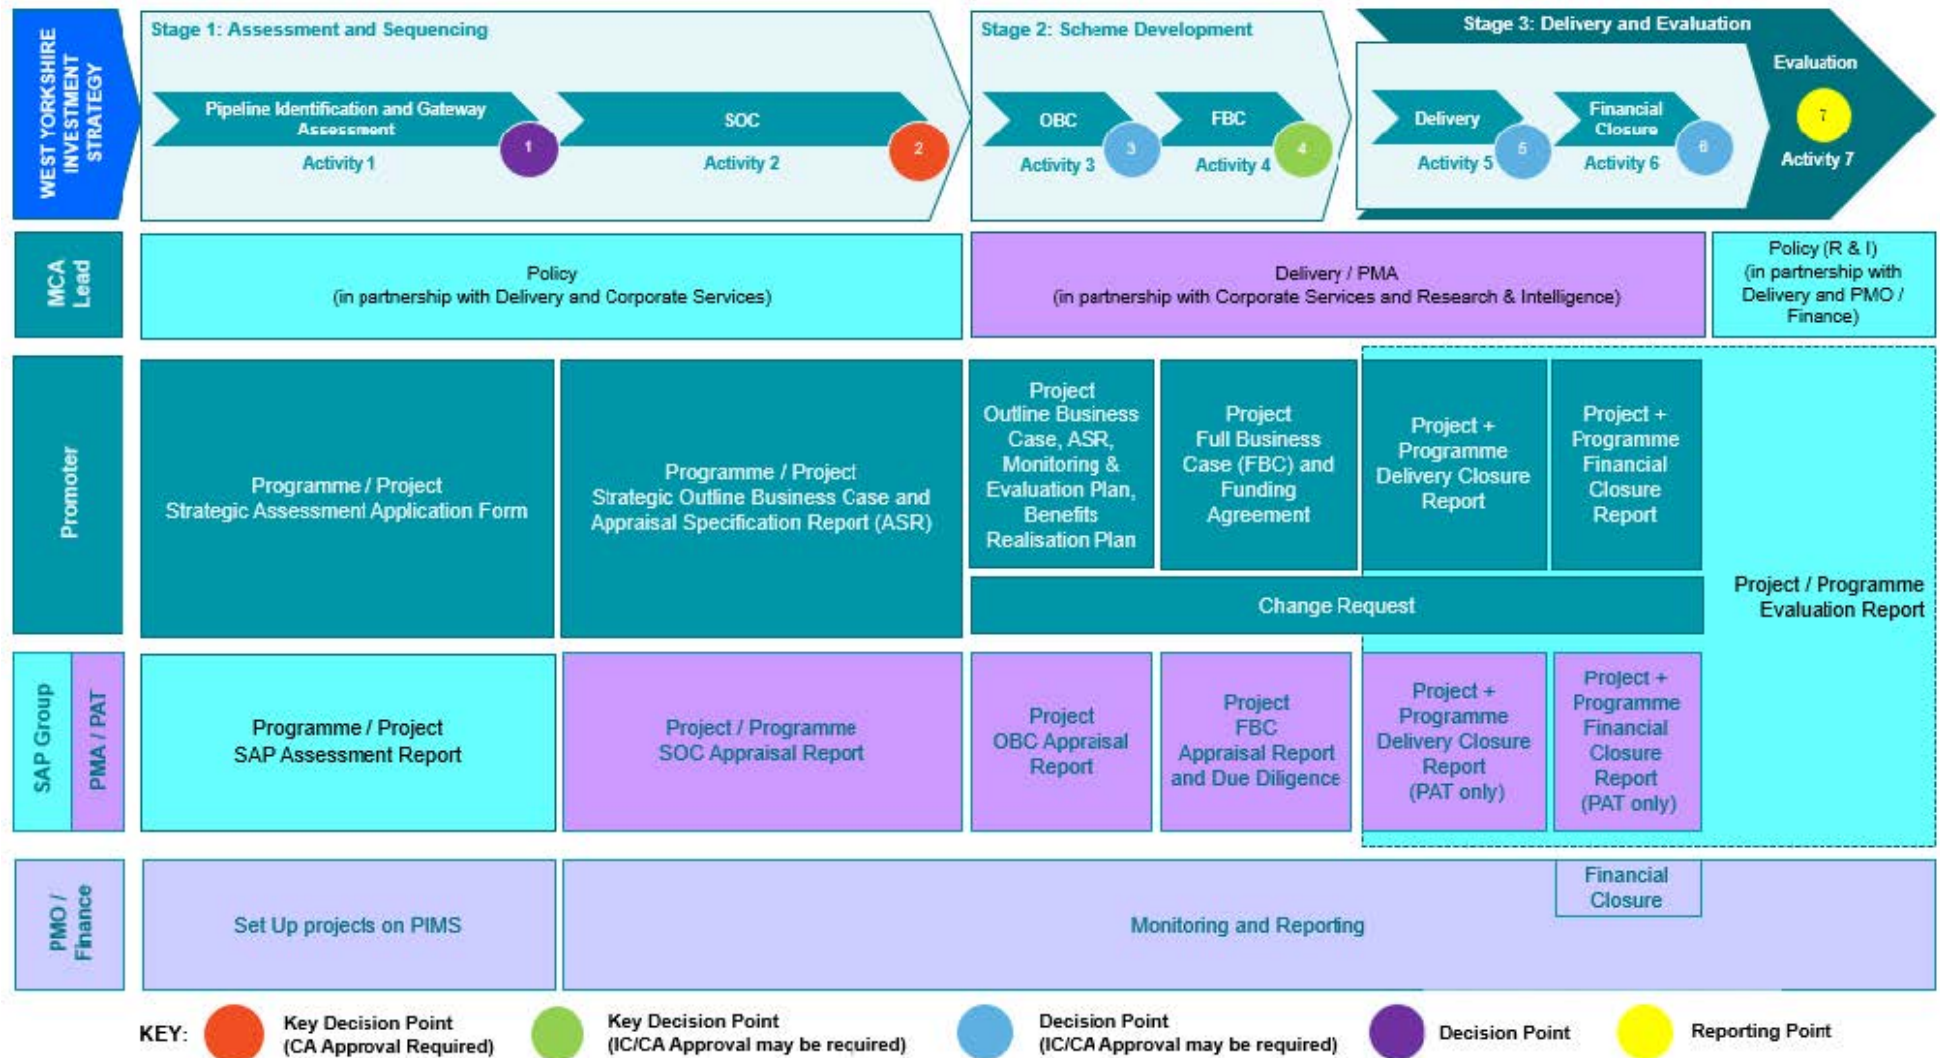 WEST YORKSHIRE
INVESTMENT
STRATEGY
Stage 1: Assessment and Sequencing
Pipeline Identification and Gateway
Assessment
1
Activity 1
SOC
2
Activity 2
Stage 2: Scheme Development
OBC
3
Activity 3
FBC
4
Activity 4
Stage 3: Delivery and Evaluation
Delivery
5
Activity 5
Financial
Closure
6
Activity 6
Evaluation
7
Activity 7
MCA
Lead
Policy
(in partnership with Delivery and Corporate Services)
Delivery / PMA
(in partnership with Corporate Services and Research & Intelligence)
Policy (R & I)
(in partnership with
Delivery and PMO /
Finance)
Promoter
Programme / Project
Strategic Assessment Application Form
Programme / Project
Strategic Outline Business Case and
Appraisal Specification Report (ASR)
Project
Outline Business
Case, ASR,
Monitoring &
Evaluation Plan,
Benefits
Realisation Plan
Project
Full Business
Case (FBC) and
Funding
Agreement
Project +
Programme
Delivery Closure
Report
Project +
Programme
Financial
Closure
Report
Change Request
Project / Programme
Evaluation Report
SAP Group
PMA / PAT
Programme / Project
SAP Assessment Report
Project / Programme
SOC Appraisal Report
Project
OBC Appraisal
Report
Project
FBC
Appraisal Report
and Due Diligence
Project +
Programme
Delivery Closure
Report
(PAT only)
Project +
Programme
Financial
Closure
Report
(PAT only)
PMO /
Finance
Set Up projects on PIMS
Monitoring and Reporting
Financial
Closure
KEY:
Key Decision Point
(CA Approval Required)
Key Decision Point
(IC/CA Approval may be required)
Decision Point
(IC/CA Approval may be required)
Decision Point
Reporting Point